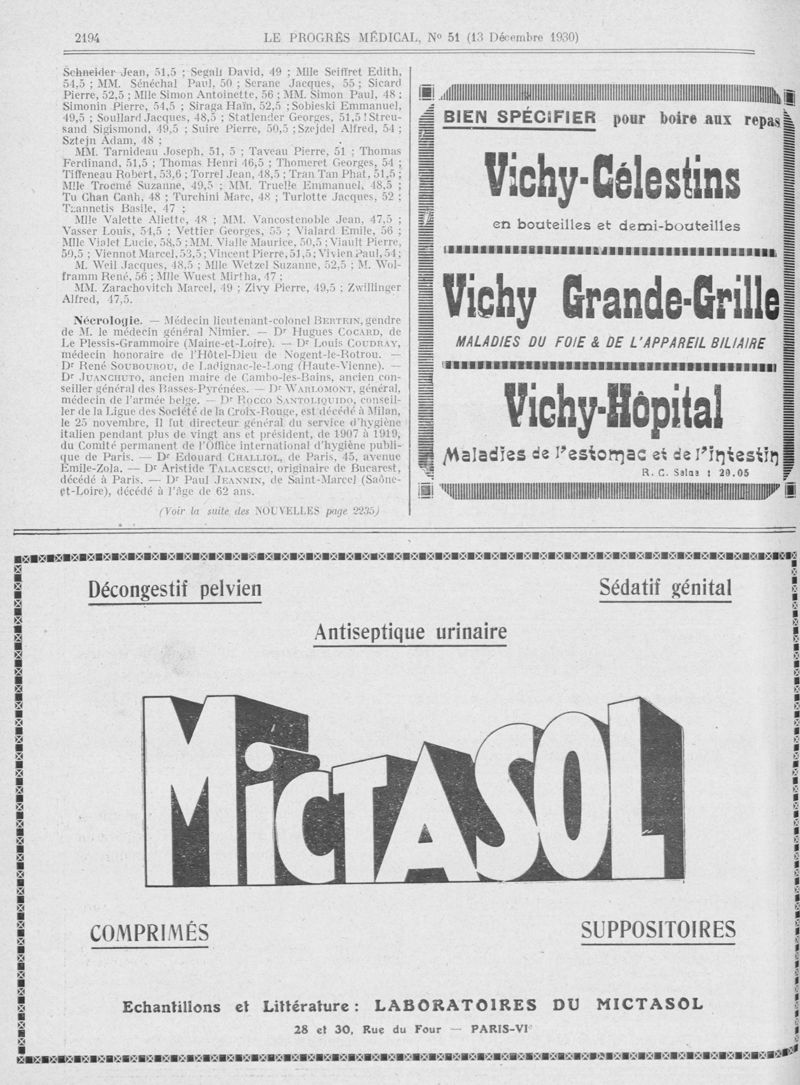 2194
LE PROGRÈS MÉDICAL, N° 51 (13 Décembre 1930)
Schneider Jean, 51,5 ; Segall David, 49 ; Mlle Seiffret Edith,
54,5 ; MM. Sénéchal Paul, 50 ; Serane Jacques, 55 ; Sicard
Pierre, 52,5 ; Mlle Simon Antoinette, 56 ; MM. Simon Paul, 48 ;
Simonin Pierre, 54,5 ; Siraga Haïn, 52,5 ; Sobieski Emmanuel,
49,5 ; Soullard Jacques, 48,5 ; Statlender Georges, 51,5 ! Streu-
sand Sigismond, 49,5 ; Suire Pierre, 50,5 ; Szejdel Alfred, 54 ;
Sztejn Adam, 48 ;
MM. Tarnideau Joseph, 51, 5 ; Taveau Pierre, 51 ; Thomas
Ferdinand, 51,5 ; Thomas Henri 46,5 ; Thomeret Georges, 54 ;
Tiffeneau Robert, 53,6 ; Torrel Jean, 48,5 ; Tran Tan Phat, 51,5 ;
Mlle Trocmé Suzanne, 49,5 ; MM. Truelle Emmanuel, 48,5 ;
Tu Chan Canh, 48 ; Turchini Marc, 48 ; Turlotte Jacques, 52 ;
Tzannetis Basile, 47 ;
Mlle Valette Aliette, 48 ; MM. Vancostenoble Jean, 47,5 ;
Vasser Louis, 54,5 ; Vettier Georges, 55 ; Vialard Emile, 56 ;
Mlle Vialet Lucie, 58,5 ; MM. Vialle Maurice, 50,5 ; Viault Pierre,
50,5 ; Viennot Marcel, 53,5 ; Vincent Pierre, 51,5 ; Vivien Paul, 54 ;
M. Weil Jacques, 48,5 ; Mlle Wetzel Suzanne, 52,5 ; M. Wol-
framm René, 56 ; Mlle Wuest Mirtha, 47 ;
MM. Zarachovitch Marcel, 49 ; Zivy Pierre, 49,5 ; Zwillinger
Alfred, 47,5.
Nécrologie. — Médecin lieutenant-colonel BERTEIN, gendre
de M. le médecin général Nimier. — Dr Hugues COCARD, de
Le Plessis-Grammoire (Maine-et-Loire). — Dr Louis COUDRAY,
médecin honoraire de l'Hôtel-Dieu de Nogent-le-Rotrou. —
Dr René SOUBOUROU, de Ladignac-le-Long (Haute-Vienne). —
Dr JUANCHUTO, ancien maire de Cambo-les-Bains, ancien con-
seiller général des Basses-Pyrénées. — Dr WARLOMONT, général,
médecin de l'armée belge. — Dr ROCCO SANTOLIQUIDO, conseil-
ler de la Ligue des Société de la Croix-Rouge, est décédé à Milan,
le 25 novembre, Il fut directeur général du service d'hygiène
italien pendant plus de vingt ans et président, de 1907 à 1919,
du Comité permanent de l'Office international d'hygiène publi-
que de Paris. — Dr Edouard CHALLIOL, de Paris, 45, avenue
Emile-Zola. — Dr Aristide TALACESCU, originaire de Bucarest,
décédé à Paris. — Dr Paul JEANNIN, de Saint-Marcel (Saône-
et-Loire), décédé à l'âge de 62 ans.
(Voir la suite des NOUVELLES page 2235)
BIEN SPÉCIFIER pour boire aux repas
Vichy-Célestins
en bouteilles et demi-bouteilles
Vichy Grande-Grille
MALADIES DU FOIE & DE L'APPAREIL BILIAIRE
Vichy-Hôpital
Maladies de l'estomac et de l'intestin
R. C. Seine : 29.05
Décongestif pelvien
Sédatif génital
Antiseptique urinaire
MICTASOL
COMPRIMÉS
SUPPOSITOIRES
Echantillons et Littérature : LABORATOIRES DU MICTASOL
28 et 30, Rue du Four — PARIS-VIe